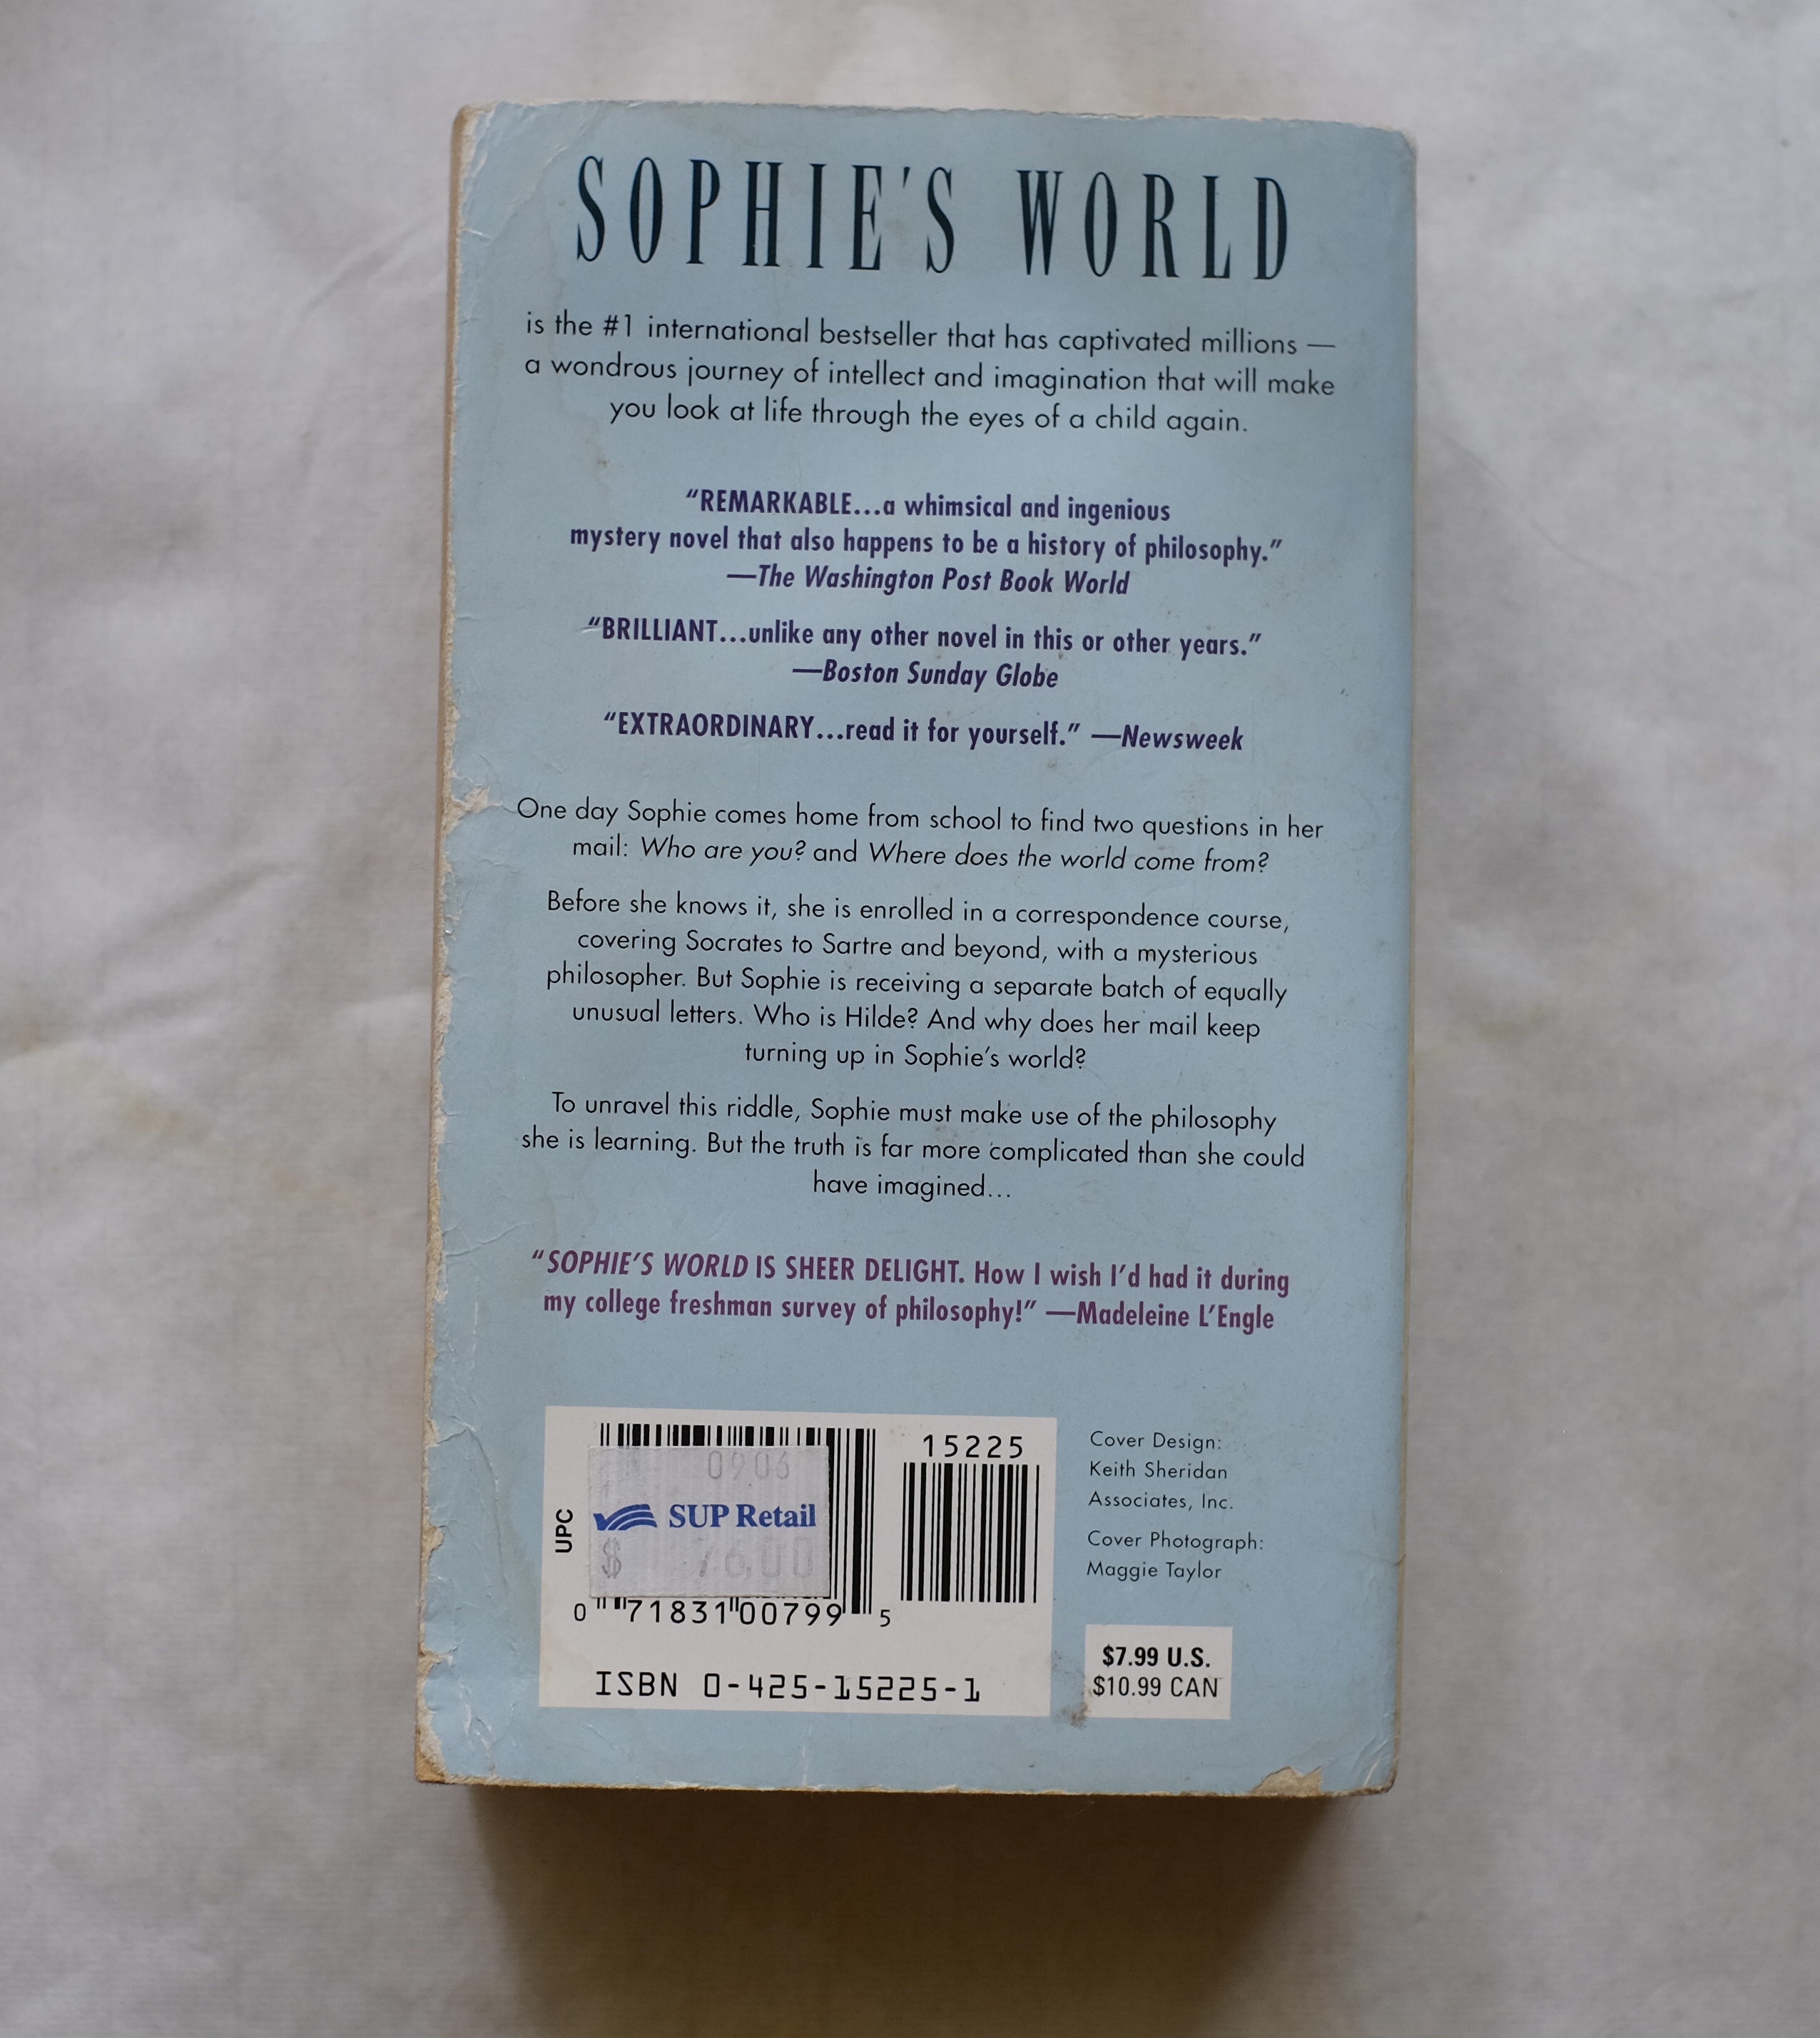 SOPHIE'S WORLD
is the #1 international bestseller that has captivated millions —
a wondrous journey of intellect and imagination that will make
you look at life through the eyes of a child again.
“REMARKABLE...a whimsical and ingenious
mystery novel that also happens to be a history of philosophy.”
—The Washington Post Book World
“BRILLIANT...unlike any other novel in this or other years.”
—Boston Sunday Globe
“EXTRAORDINARY...read it for yourself.” —Newsweek
One day Sophie comes home from school to find two questions in her
mail: Who are you? and Where does the world come from?
Before she knows it, she is enrolled in a correspondence course,
covering Socrates to Sartre and beyond, with a mysterious
philosopher. But Sophie is receiving a separate batch of equally
unusual letters. Who is Hilde? And why does her mail keep
turning up in Sophie's world?
To unravel this riddle, Sophie must make use of the philosophy
she is learning. But the truth is far more complicated than she could
have imagined...
“SOPHIE'S WORLD IS SHEER DELIGHT. How I wish I'd had it during
my college freshman survey of philosophy!” —Madeleine L'Engle
UPC
0906
SUP Retail
$ 76.00
0 71831 00799 5
15225
ISBN 0-425-15225-1
Cover Design:
Keith Sheridan
Associates, Inc.
Cover Photograph:
Maggie Taylor
$7.99 U.S.
$10.99 CAN